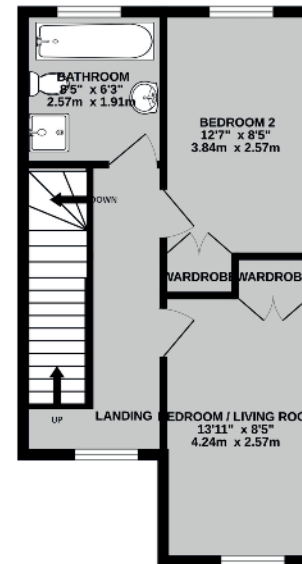 BATHROOM
8'5" x 6'3"
2.57m x 1.91m
BEDROOM 2
12'7" x 8'5"
3.84m x 2.57m
DOWN
WARDROBE
WARDROB
UP
LANDING
BEDROOM / LIVING ROO
13'11" x 8'5"
4.24m x 2.57m